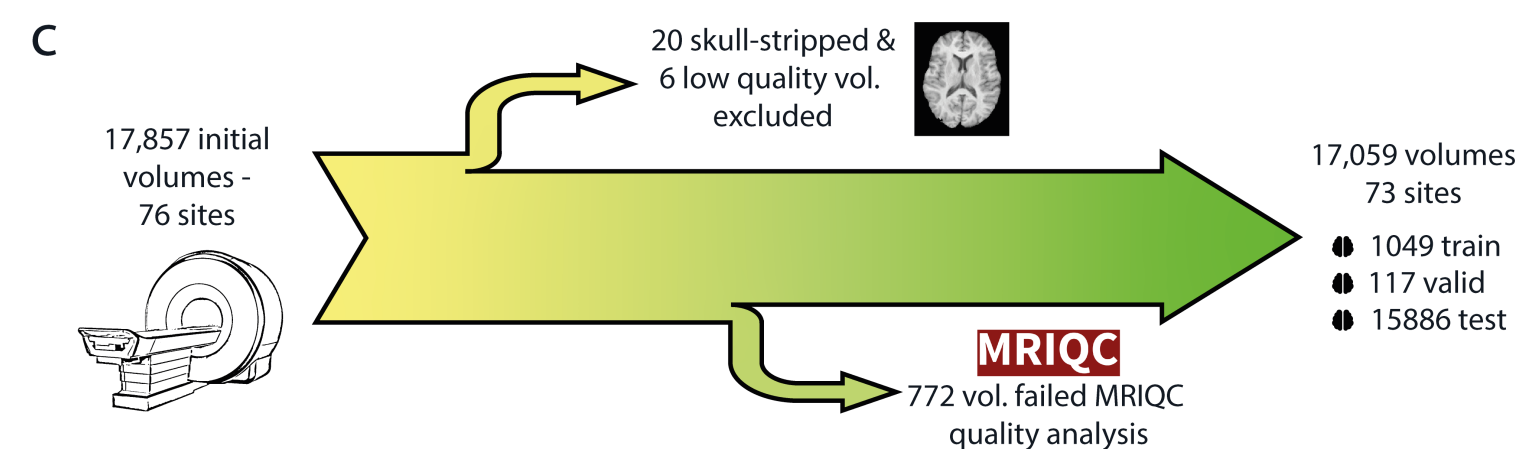 C
17,857 initial
volumes -
76 sites
20 skull-stripped &
6 low quality vol.
excluded
MRIQC
772 vol. failed MRIQC
quality analysis
17,059 volumes
73 sites
1049 train
117 valid
15886 test